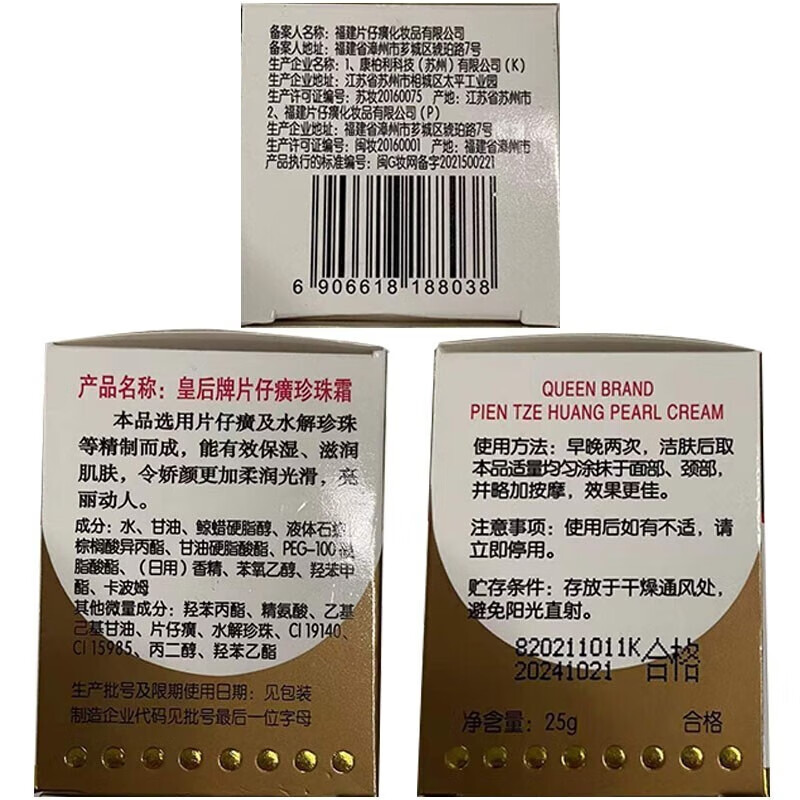 备案人名称：福建片仔癀化妆品有限公司
备案人地址：福建省漳州市芗城区琥珀路7号
生产企业名称：1、康柏利科技（苏州）有限公司（K）
生产企业地址：江苏省苏州市相城区太平工业园
生产许可证编号：苏妆20160075 产地：江苏省苏州市
2、福建片仔癀化妆品有限公司（P）
生产企业地址：福建省漳州市芗城区琥珀路7号
生产许可证编号：闽妆20160001 产地：福建省漳州市
产品执行的标准编号：闽G妆网备字2021500221
6 906618 188038
产品名称：皇后牌片仔癀珍珠霜
本品选用片仔癀及水解珍珠
等精制而成，能有效保湿、滋润
肌肤，令娇颜更加柔润光滑，亮
丽动人。
成分：水、甘油、鲸蜡硬脂醇、液体石蜡、
棕榈酸异丙酯、甘油硬脂酸酯、PEG-100硬
脂酸酯、（日用）香精、苯氧乙醇、羟苯甲
酯、卡波姆
其他微量成分：羟苯丙酯、精氨酸、乙基
己基甘油、片仔癀、水解珍珠、CI 19140、
CI 15985、丙二醇、羟苯乙酯
生产批号及限期使用日期：见包装
制造企业代码见批号最后一位字母
QUEEN BRAND
PIEN TZE HUANG PEARL CREAM
使用方法：早晚两次，洁肤后取
本品适量均匀涂抹于面部、颈部，
并略加按摩，效果更佳。
注意事项：使用后如有不适，请
立即停用。
贮存条件：存放于干燥通风处，
避免阳光直射。
820211011K 合格
20241021
净含量：25g 合格